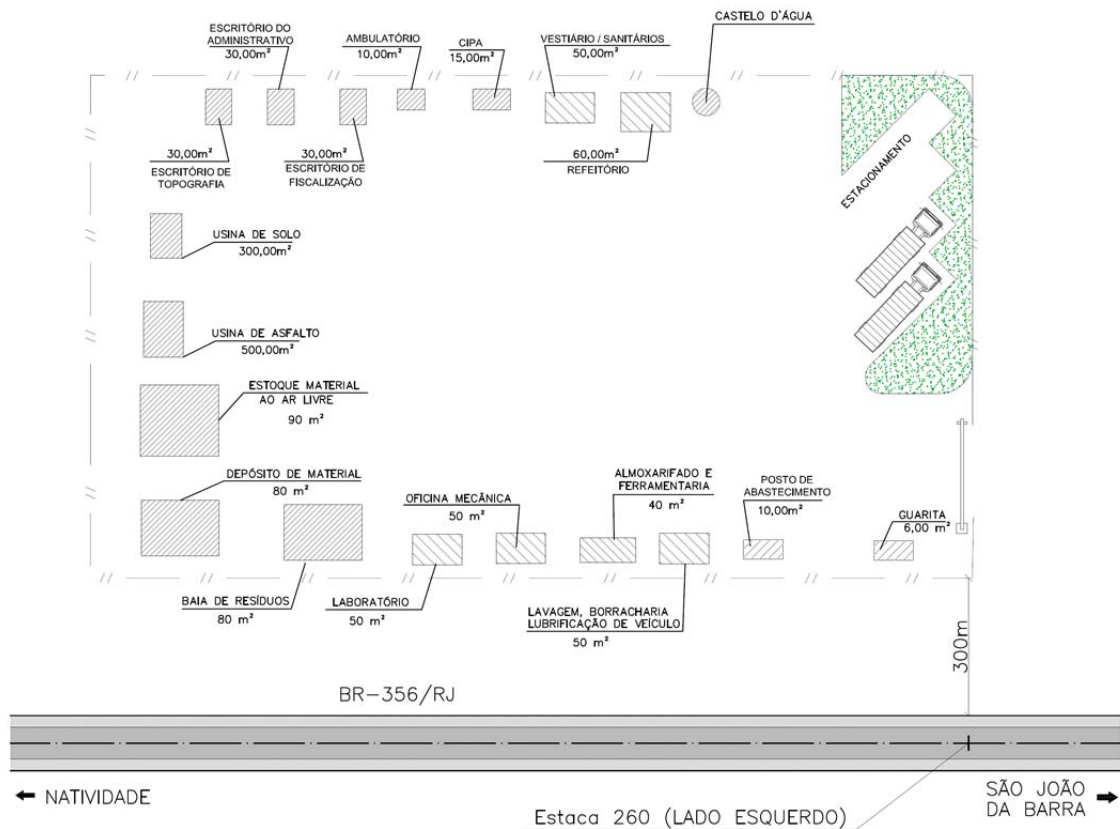 ESCRITÓRIO DO
ADMINISTRATIVO
30,00m²
AMBULATÓRIO
10,00m²
CIPA
15,00m²
VESTIÁRIO / SANITÁRIOS
50,00m²
CASTELO D'ÁGUA
30,00m²
ESCRITÓRIO DE
TOPOGRAFIA
30,00m²
ESCRITÓRIO DE
FISCALIZAÇÃO
60,00m²
REFEITÓRIO
ESTACIONAMENTO
USINA DE SOLO
300,00m²
USINA DE ASFALTO
500,00m²
ESTOQUE MATERIAL
AO AR LIVRE
90 m²
DEPÓSITO DE MATERIAL
80 m²
OFICINA MECÂNICA
50 m²
ALMOXARIFADO E
FERRAMENTARIA
40 m²
POSTO DE
ABASTECIMENTO
10,00m²
GUARITA
6,00 m²
BAIA DE RESÍDUOS
80 m²
LABORATÓRIO
50 m²
LAVAGEM, BORRACHARIA
LUBRIFICAÇÃO DE VEÍCULO
50 m²
300m
BR-356/RJ
NATIVIDADE
SÃO JOÃO
DA BARRA
Estaca 260 (LADO ESQUERDO)